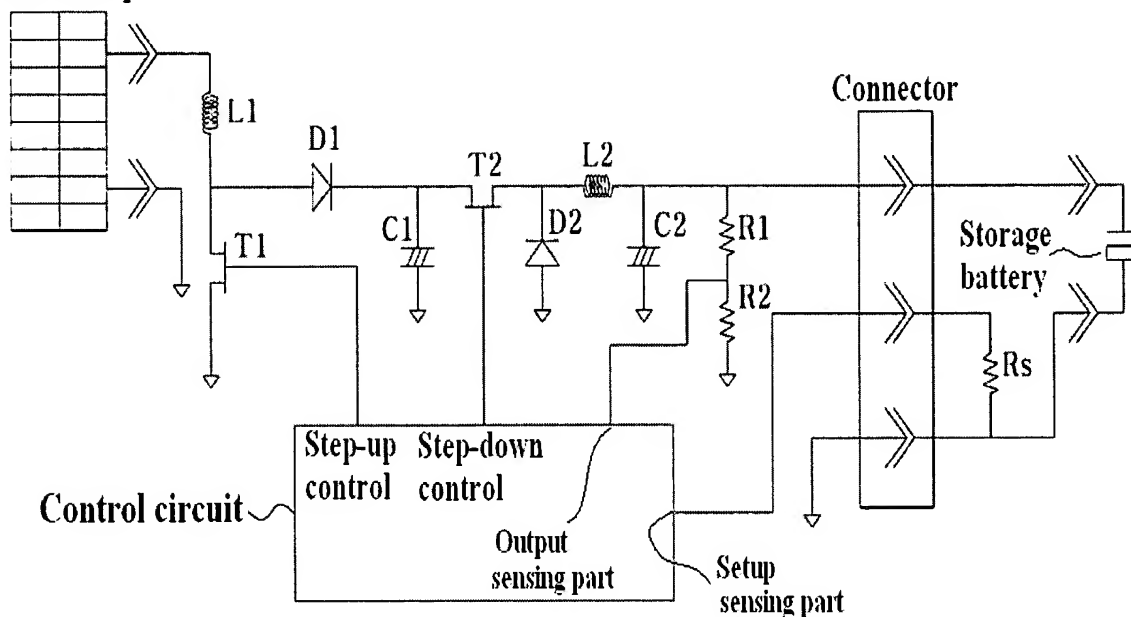 Connector
L1
D1
T2
L2
C1
D2
C2
R1
Storage
battery
T1
R2
Rs
Step-up
control
Step-down
control
Control circuit
Output
sensing part
Setup
sensing part